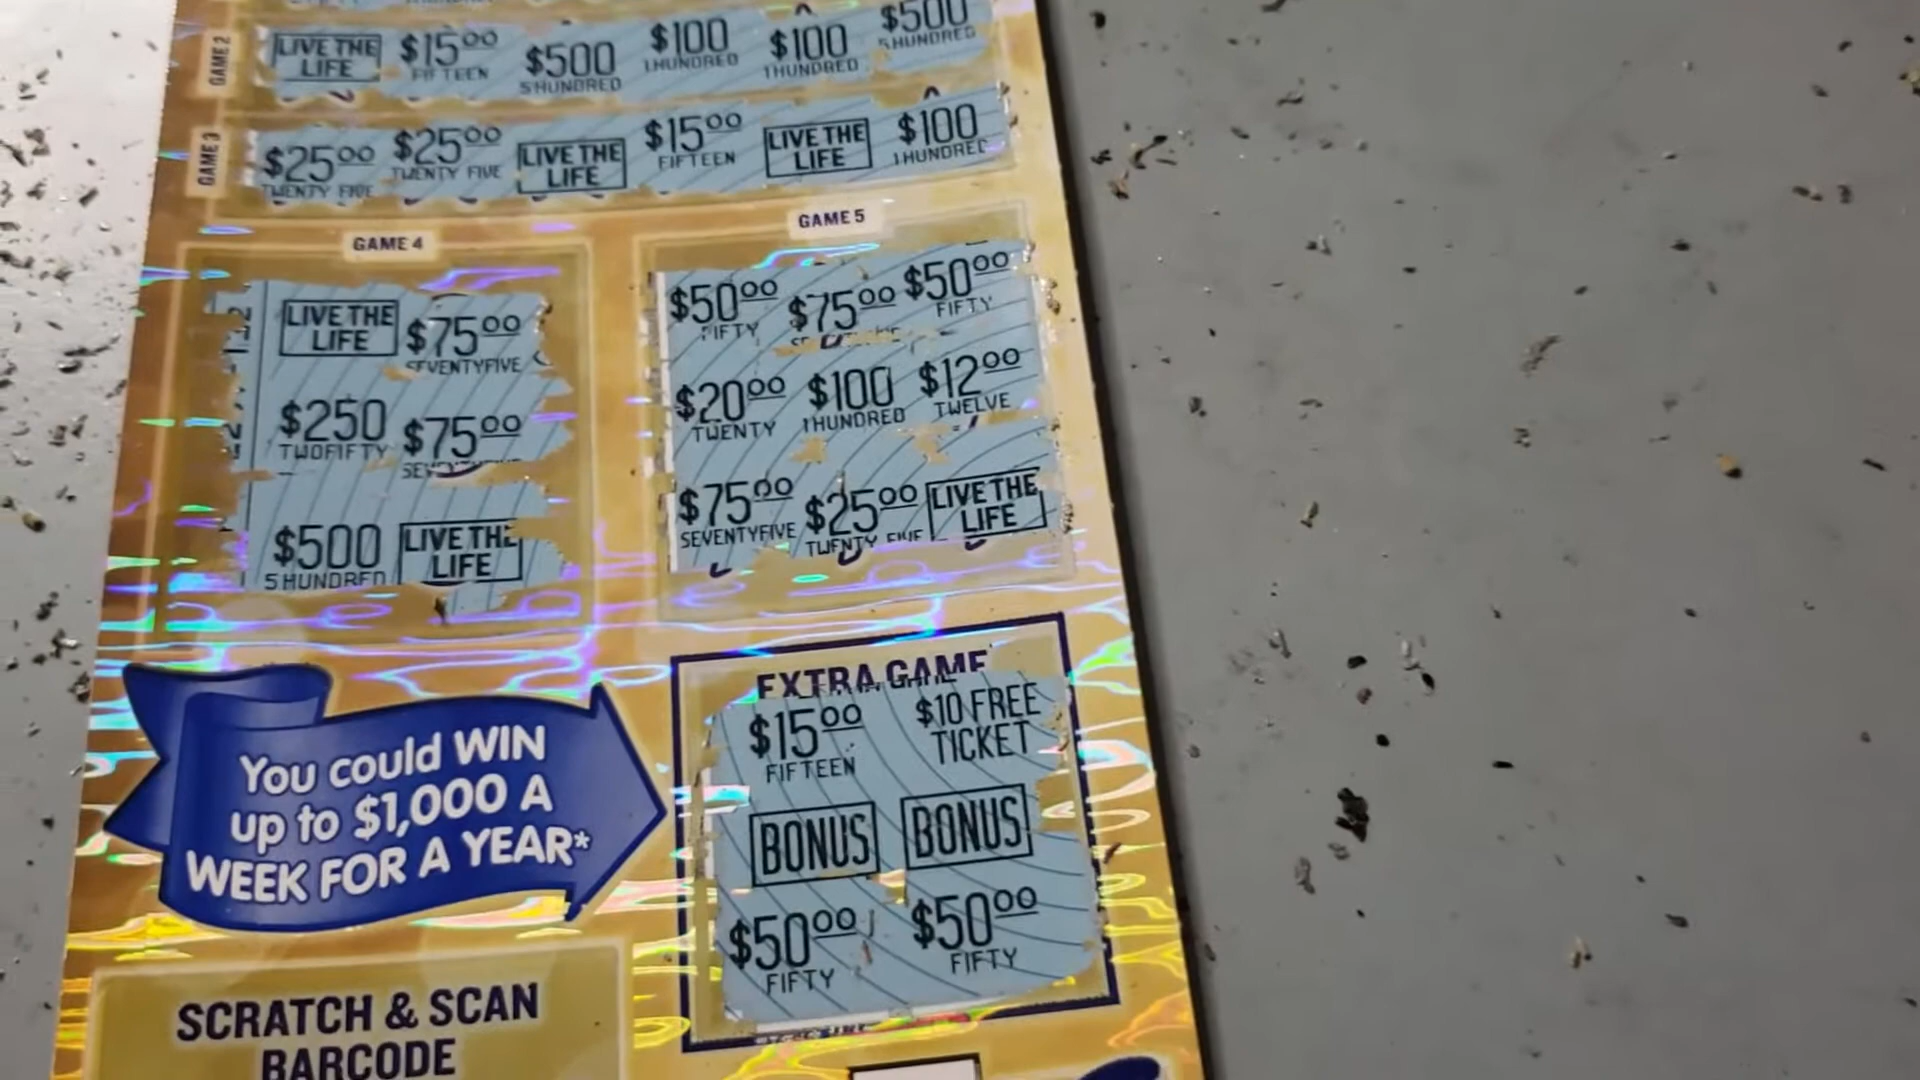 GAME 2
LIVE THE $15.00 $500 $100 $100 $500
LIFE FIFTEEN 5HUNDRED 1HUNDRED 1HUNDRED 5HUNDRED
GAME 3
$25.00 $25.00 LIVE THE $15.00 LIVE THE $100
TWENTY FIVE TWENTY FIVE LIFE FIFTEEN LIFE 1HUNDRED
GAME 4
LIVE THE $75.00
LIFE SEVENTYFIVE
$250 $75.00
TWOFIFTY
$500 LIVE THE
5HUNDRED LIFE
GAME 5
$50.00 $75.00 $50.00
FIFTY FIFTY
$20.00 $100 $12.00
TWENTY 1HUNDRED TWELVE
$75.00 $25.00 LIVE THE
SEVENTYFIVE TWENTY FIVE LIFE
You could WIN
up to $1,000 A
WEEK FOR A YEAR*
EXTRA GAME
$15.00 $10 FREE
FIFTEEN TICKET
BONUS BONUS
$50.00 $50.00
FIFTY FIFTY
SCRATCH & SCAN
BARCODE